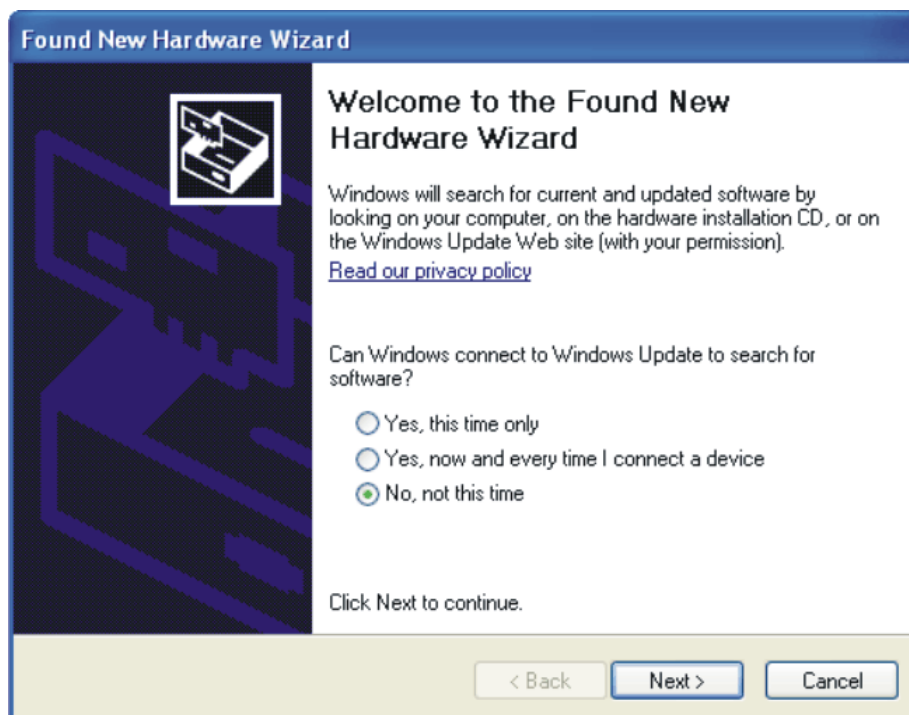 Found New Hardware Wizard
Welcome to the Found New
Hardware Wizard
Windows will search for current and updated software by
looking on your computer, on the hardware installation CD, or on
the Windows Update Web site (with your permission).
Read our privacy policy
Can Windows connect to Windows Update to search for
software?
Yes, this time only
Yes, now and every time I connect a device
No, not this time
Click Next to continue.
< Back
Next >
Cancel